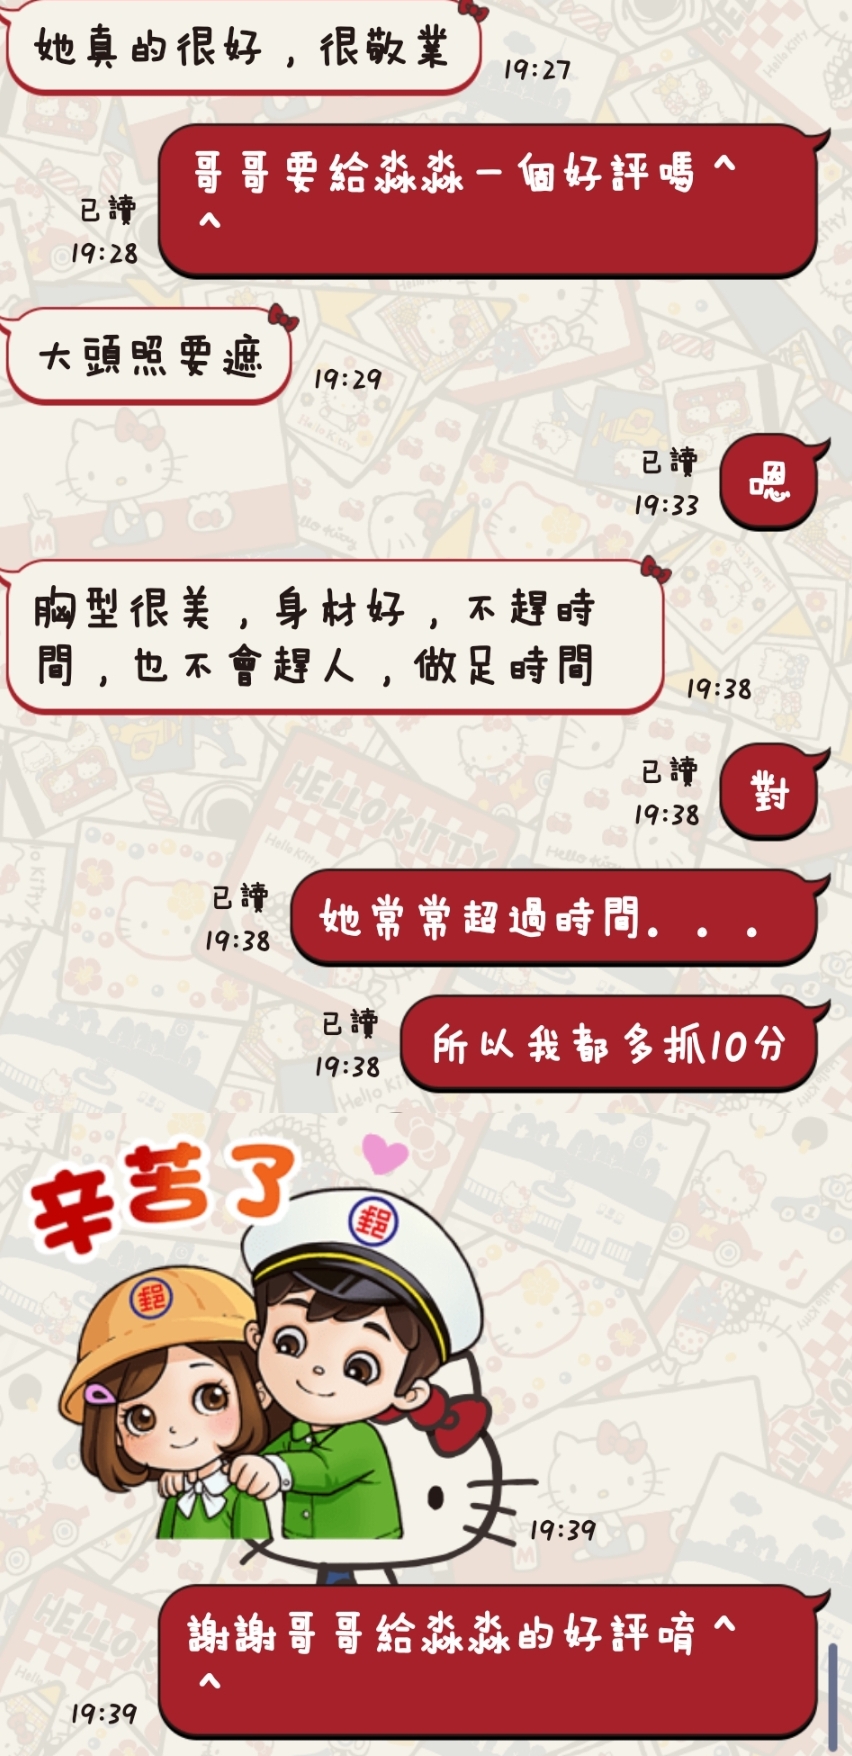 她真的很好，很敬業
19:27
哥哥要給淼淼一個好評嗎^
^
已讀
19:28
大頭照要遮
19:29
已讀
19:33
嗯
胸型很美，身材好，不趕時
間，也不會趕人，做足時間
19:38
已讀
19:38
對
已讀
19:38
她常常超過時間...
已讀
19:38
所以我都多抓10分
辛苦了
郵
郵
19:39
謝謝哥哥給淼淼的好評唷^
^
19:39